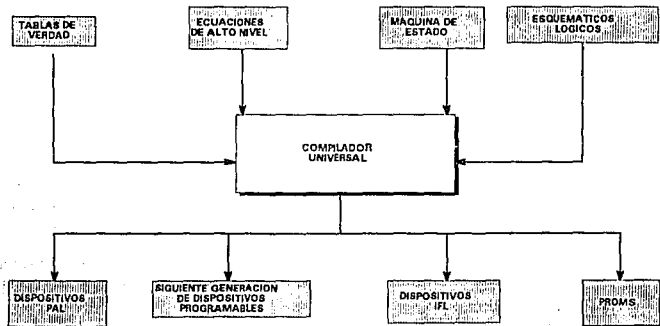 TABLAS DE
VERDAD
ECUACIONES
DE ALTO NIVEL
MAQUINA DE
ESTADO
ESQUEMATICOS
LOGICOS
COMPILADOR
UNIVERSAL
DISPOSITIVOS
PAL
SIGUIENTE GENERACION
DE DISPOSITIVOS
PROGRAMABLES
DISPOSITIVOS
IFL
PROMS